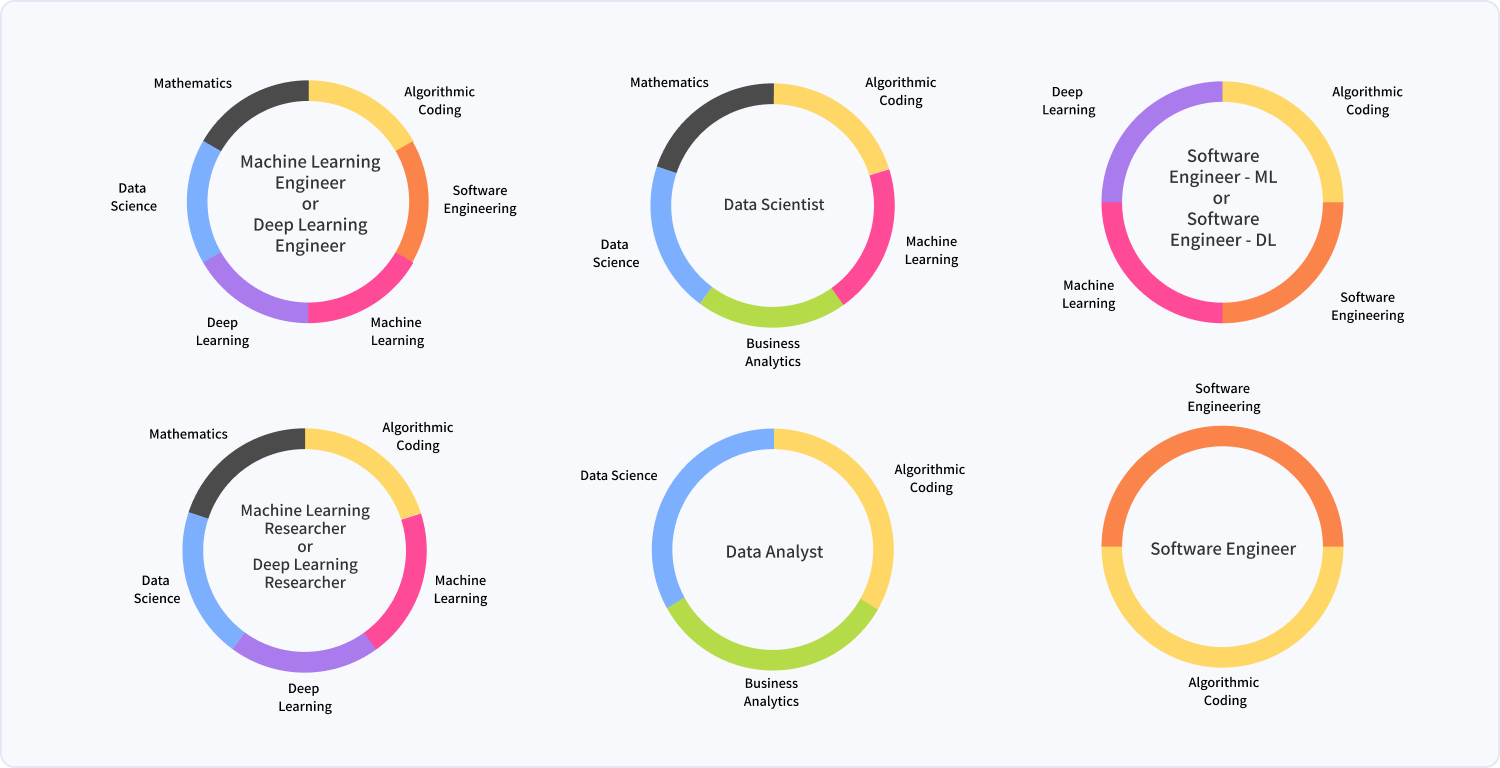 Mathematics
Algorithmic
Coding
Machine Learning
Engineer
or
Deep Learning
Engineer
Data
Science
Software
Engineering
Deep
Learning
Machine
Learning
Mathematics
Algorithmic
Coding
Data Scientist
Data
Science
Machine
Learning
Business
Analytics
Deep
Learning
Algorithmic
Coding
Software
Engineer - ML
or
Software
Engineer - DL
Machine
Learning
Software
Engineering
Mathematics
Algorithmic
Coding
Machine Learning
Researcher
or
Deep Learning
Researcher
Data
Science
Machine
Learning
Deep
Learning
Data Science
Algorithmic
Coding
Data Analyst
Business
Analytics
Software
Engineering
Software Engineer
Algorithmic
Coding